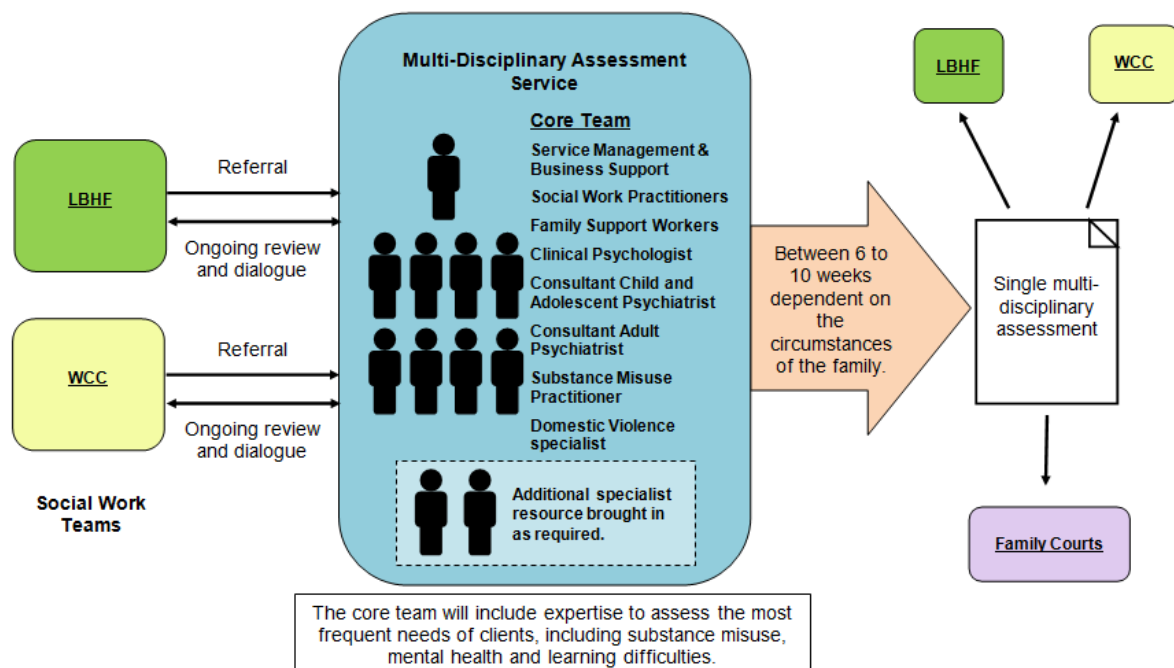 LBHF
Referral
Ongoing review
and dialogue
WCC
Referral
Ongoing review
and dialogue
Social Work
Teams
Multi-Disciplinary Assessment
Service
Core Team
Service Management &
Business Support
Social Work Practitioners
Family Support Workers
Clinical Psychologist
Consultant Child and
Adolescent Psychiatrist
Consultant Adult
Psychiatrist
Substance Misuse
Practitioner
Domestic Violence
specialist
Additional specialist
resource brought in
as required.
The core team will include expertise to assess the most
frequent needs of clients, including substance misuse,
mental health and learning difficulties.
Between 6 to
10 weeks
dependent on
the
circumstances
of the family.
LBHF
WCC
Single multi-
disciplinary
assessment
Family Courts